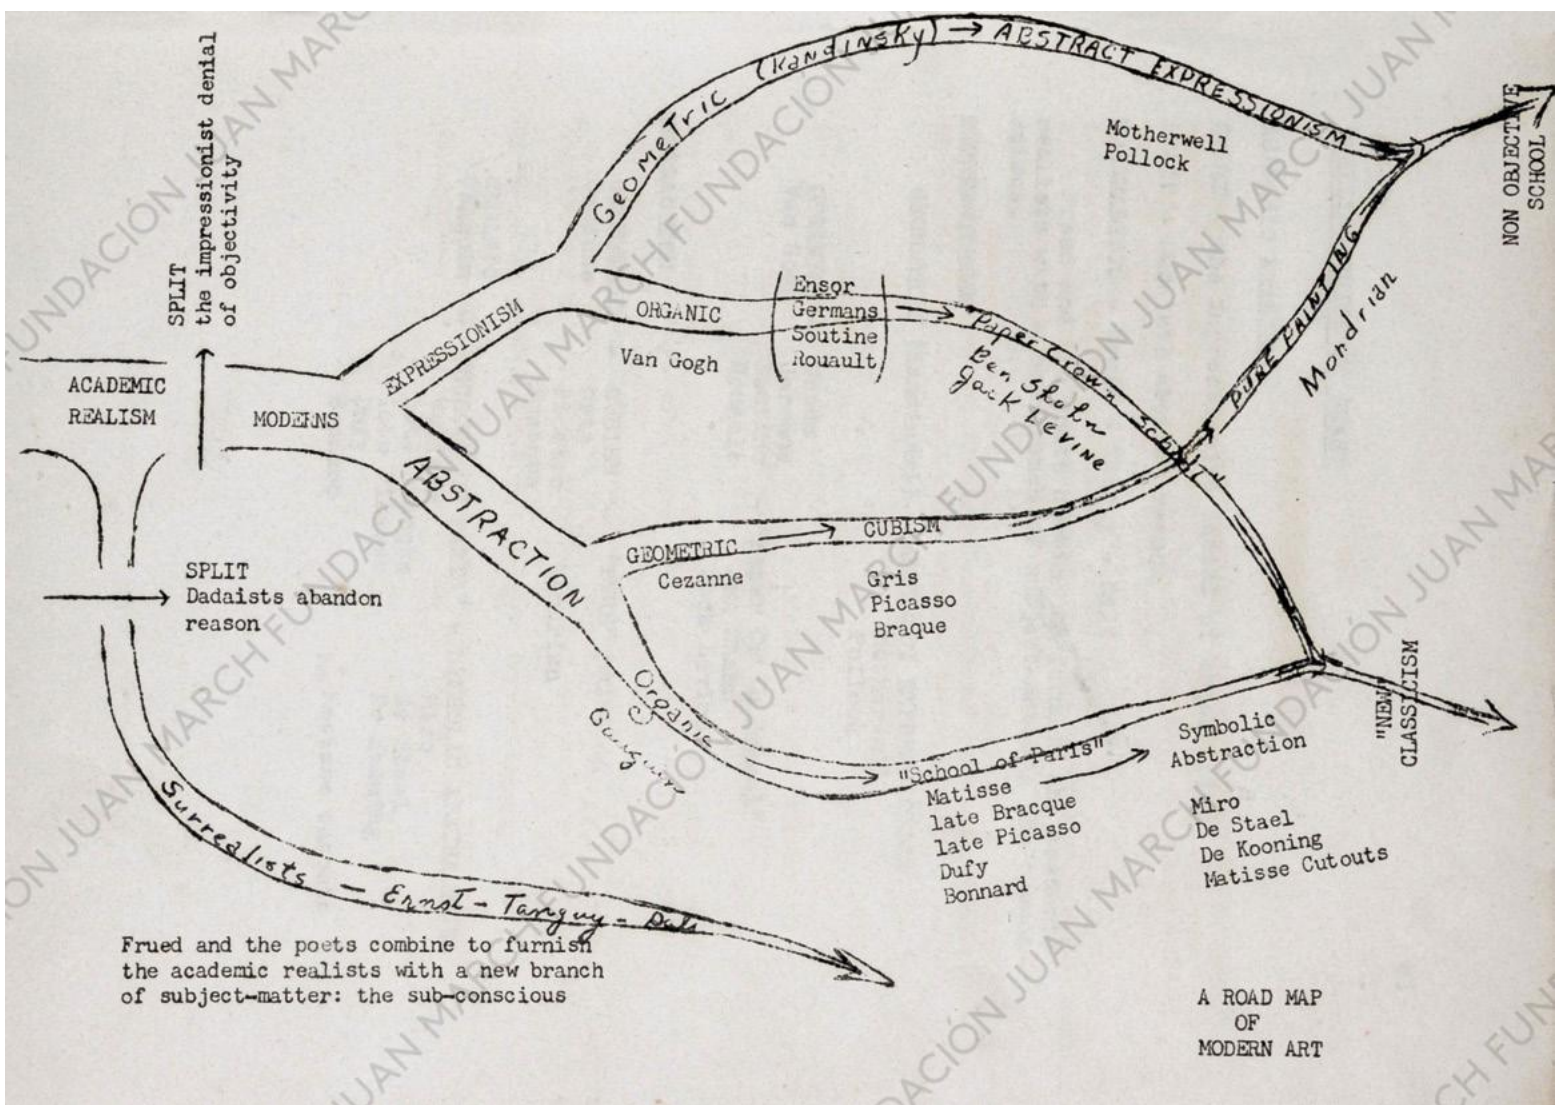 SPLIT
the impressionist denial
of objectivity
ACADEMIC
REALISM
MODERNS
EXPRESSIONISM
Geometric (Kandinsky) → ABSTRACT EXPRESSIONISM
Motherwell
Pollock
NON OBJECTIVE
SCHOOL
ORGANIC
Van Gogh
Ensor
Germans
Soutine
Rouault
"Paper Crown" School
Ben Shahn
Jack Levine
PURE PAINTING
Mondrian
ABSTRACTION
GEOMETRIC → CUBISM
Cezanne
Gris
Picasso
Braque
SPLIT
Dadaists abandon
reason
Organic
Gauguin
"School of Paris"
Matisse
late Bracque
late Picasso
Dufy
Bonnard
Symbolic
Abstraction
Miro
De Stael
De Kooning
Matisse Cutouts
"NEW"
CLASSICISM
Surrealists — Ernst - Tanguy - Dali
Frued and the poets combine to furnish
the academic realists with a new branch
of subject-matter: the sub-conscious
A ROAD MAP
OF
MODERN ART
FUNDACIÓN JUAN MARCH